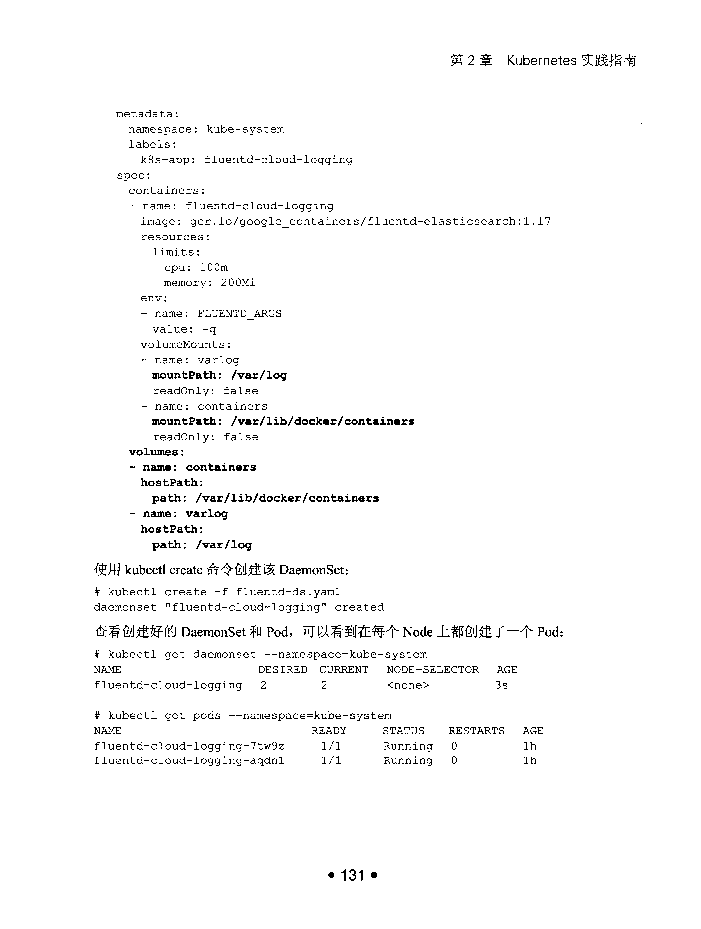 第 2 章 Kubernetes 实践指南
metadata:
namespace: kube-system
labels:
k8s-app: fluentd-cloud-logging
spec:
containers:
- name: fluentd-cloud-logging
image: gcr.io/google_containers/fluentd-elasticsearch:1.17
resources:
limits:
cpu: 100m
memory: 200Mi
env:
- name: FLUENTD_ARGS
value: -q
volumeMounts:
- name: varlog
mountPath: /var/log
readOnly: false
- name: containers
mountPath: /var/lib/docker/containers
readOnly: false
volumes:
- name: containers
hostPath:
path: /var/lib/docker/containers
- name: varlog
hostPath:
path: /var/log
使用 kubectl create 命令创建该 DaemonSet：
# kubectl create -f fluentd-ds.yaml
daemonset "fluentd-cloud-logging" created
查看创建好的 DaemonSet 和 Pod，可以看到在每个 Node 上都创建了一个 Pod：
# kubectl get daemonset --namespace=kube-system
NAME DESIRED CURRENT NODE-SELECTOR AGE
fluentd-cloud-logging 2 2 <none> 3s
# kubectl get pods --namespace=kube-system
NAME READY STATUS RESTARTS AGE
fluentd-cloud-logging-7tw9z 1/1 Running 0 1h
fluentd-cloud-logging-aqdn1 1/1 Running 0 1h
• 131 •